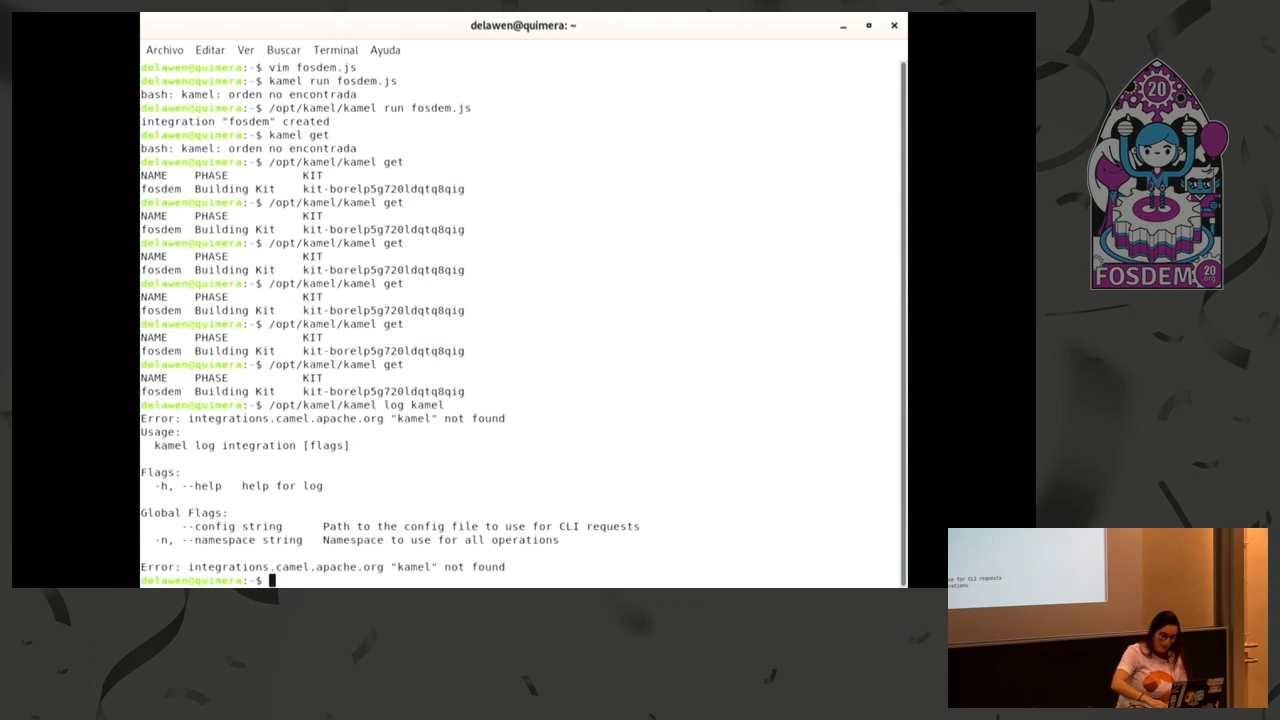 delawen@quimera: ~
Archivo Editar Ver Buscar Terminal Ayuda
delawen@quimera:~$ vim fosdem.js
delawen@quimera:~$ kamel run fosdem.js
bash: kamel: orden no encontrada
delawen@quimera:~$ /opt/kamel/kamel run fosdem.js
integration "fosdem" created
delawen@quimera:~$ kamel get
bash: kamel: orden no encontrada
delawen@quimera:~$ /opt/kamel/kamel get
NAME PHASE KIT
fosdem Building Kit kit-borelp5g720ldqtq8qig
delawen@quimera:~$ /opt/kamel/kamel get
NAME PHASE KIT
fosdem Building Kit kit-borelp5g720ldqtq8qig
delawen@quimera:~$ /opt/kamel/kamel get
NAME PHASE KIT
fosdem Building Kit kit-borelp5g720ldqtq8qig
delawen@quimera:~$ /opt/kamel/kamel get
NAME PHASE KIT
fosdem Building Kit kit-borelp5g720ldqtq8qig
delawen@quimera:~$ /opt/kamel/kamel get
NAME PHASE KIT
fosdem Building Kit kit-borelp5g720ldqtq8qig
delawen@quimera:~$ /opt/kamel/kamel get
NAME PHASE KIT
fosdem Building Kit kit-borelp5g720ldqtq8qig
delawen@quimera:~$ /opt/kamel/kamel log kamel
Error: integrations.camel.apache.org "kamel" not found
Usage:
kamel log integration [flags]
Flags:
-h, --help help for log
Global Flags:
--config string Path to the config file to use for CLI requests
-n, --namespace string Namespace to use for all operations
Error: integrations.camel.apache.org "kamel" not found
delawen@quimera:~$
20
FOSDEM 20
.org
se for CLI requests
rations